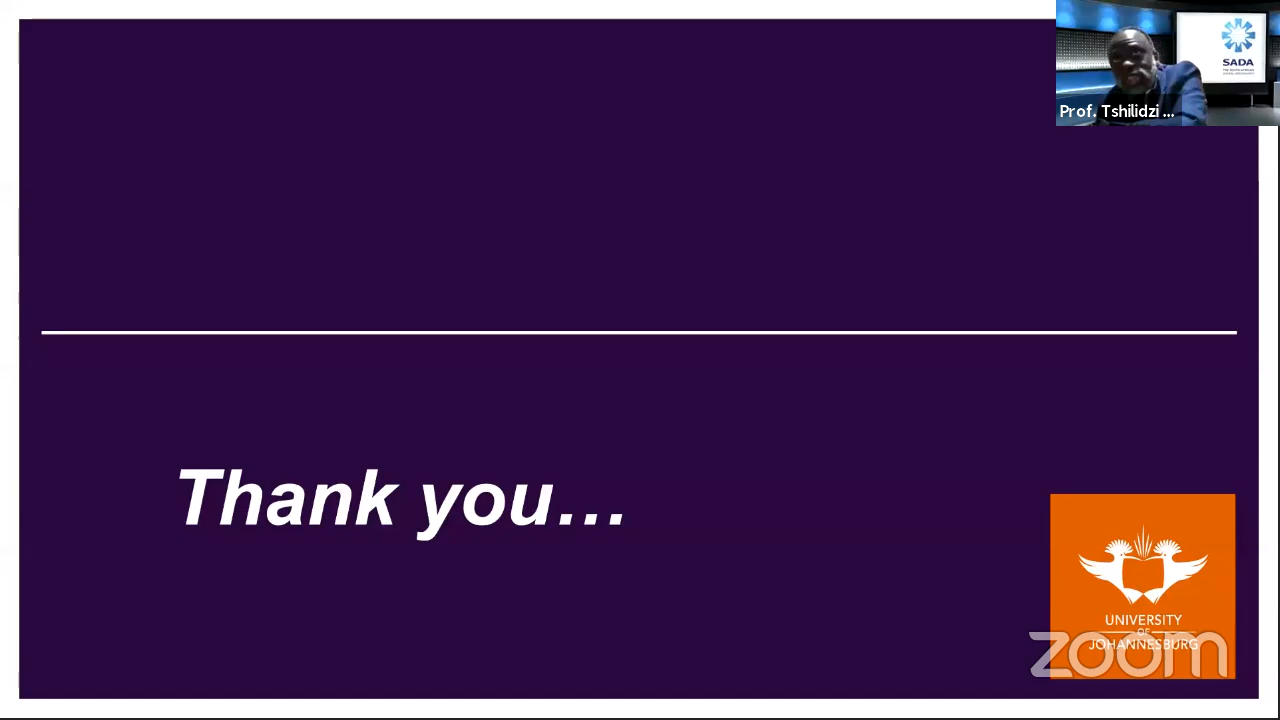 SADA
Prof. Tshilidzi ...
Thank you...
UNIVERSITY
OF
JOHANNESBURG
zoom